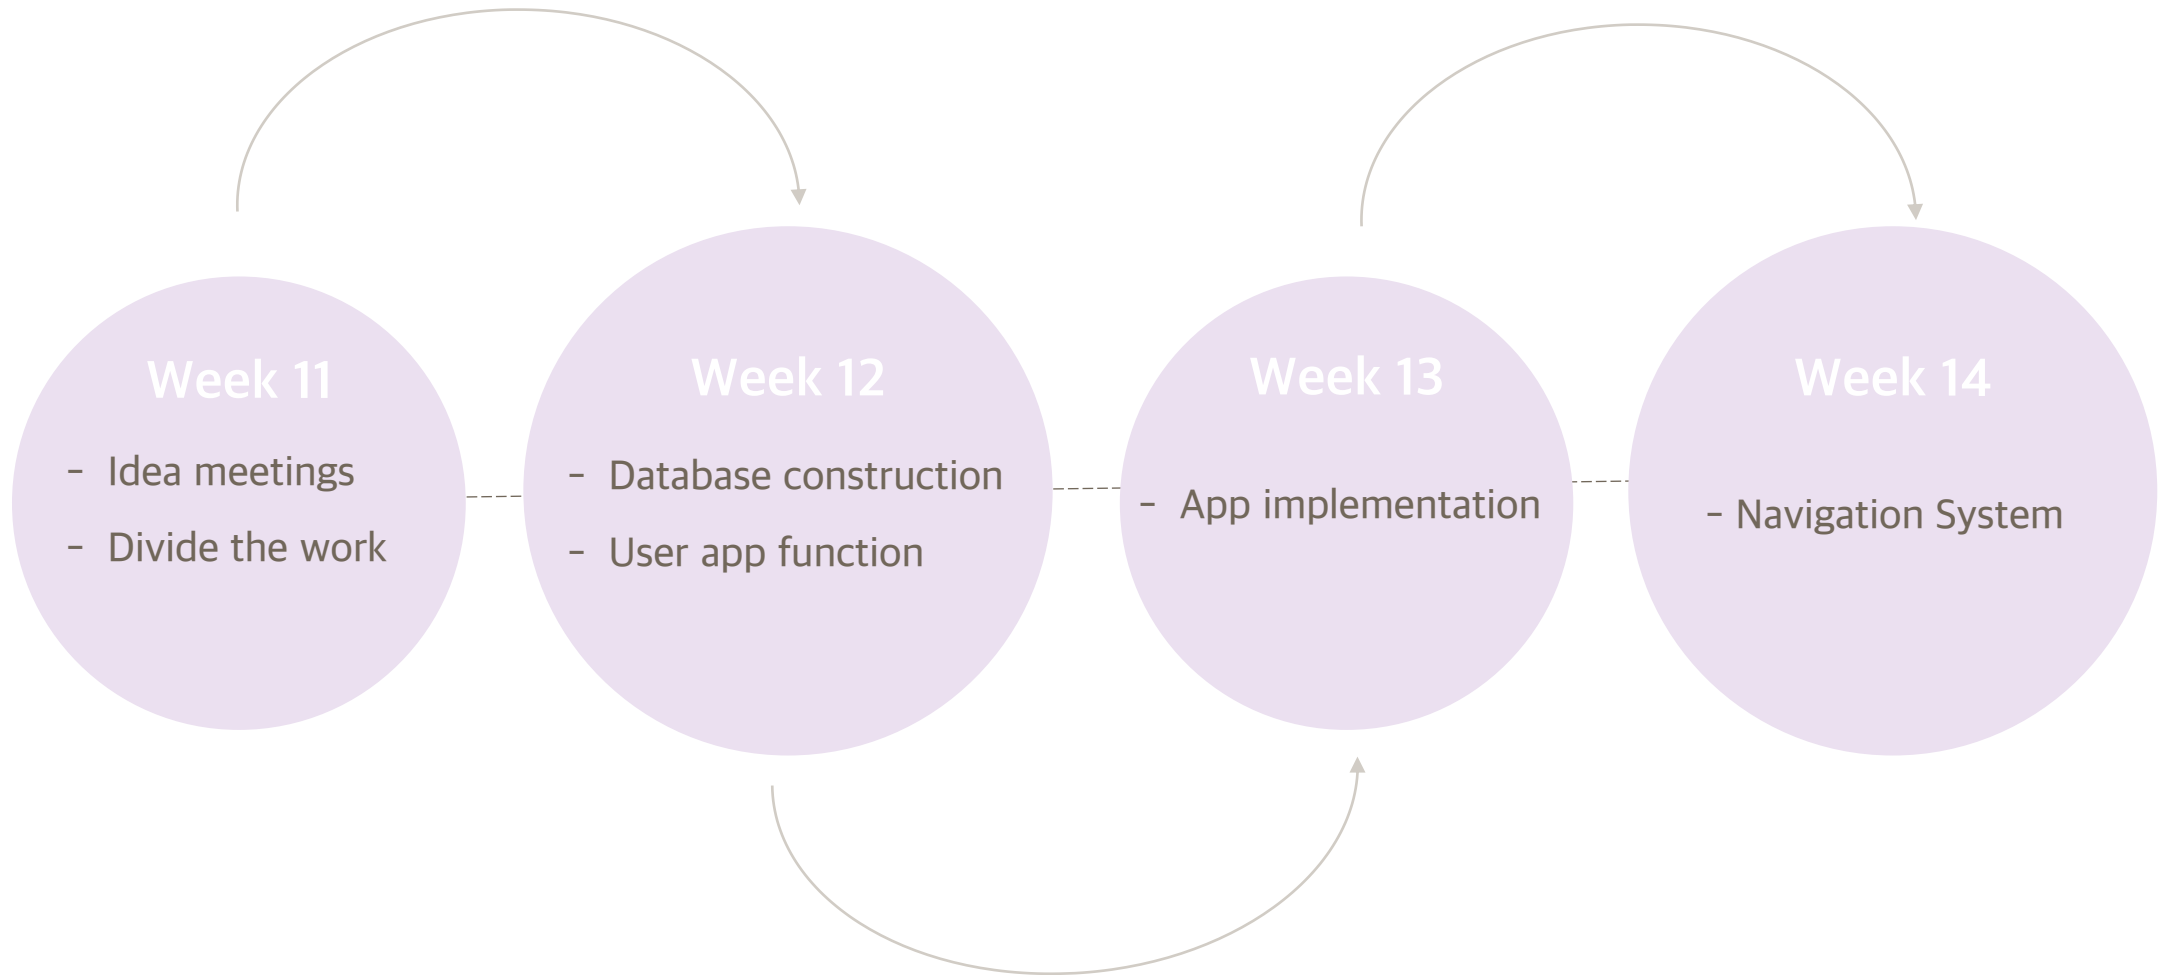 Week 11
- Idea meetings
- Divide the work
Week 12
- Database construction
- User app function
Week 13
- App implementation
Week 14
- Navigation System